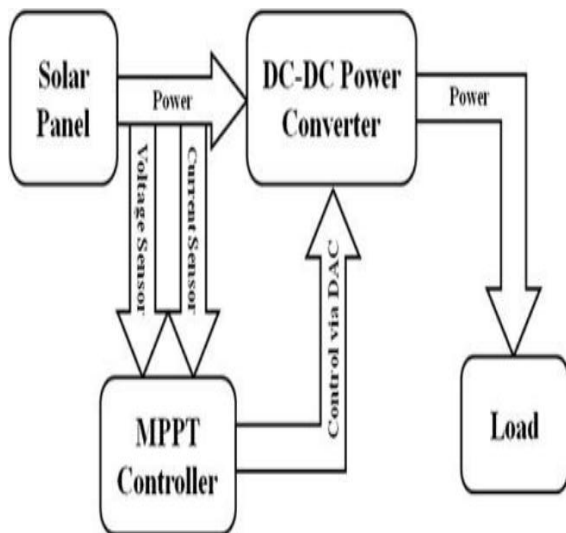 Solar
Panel
Power
DC-DC Power
Converter
Power
Voltage Sensor
Current Sensor
Control via DAC
MPPT
Controller
Load